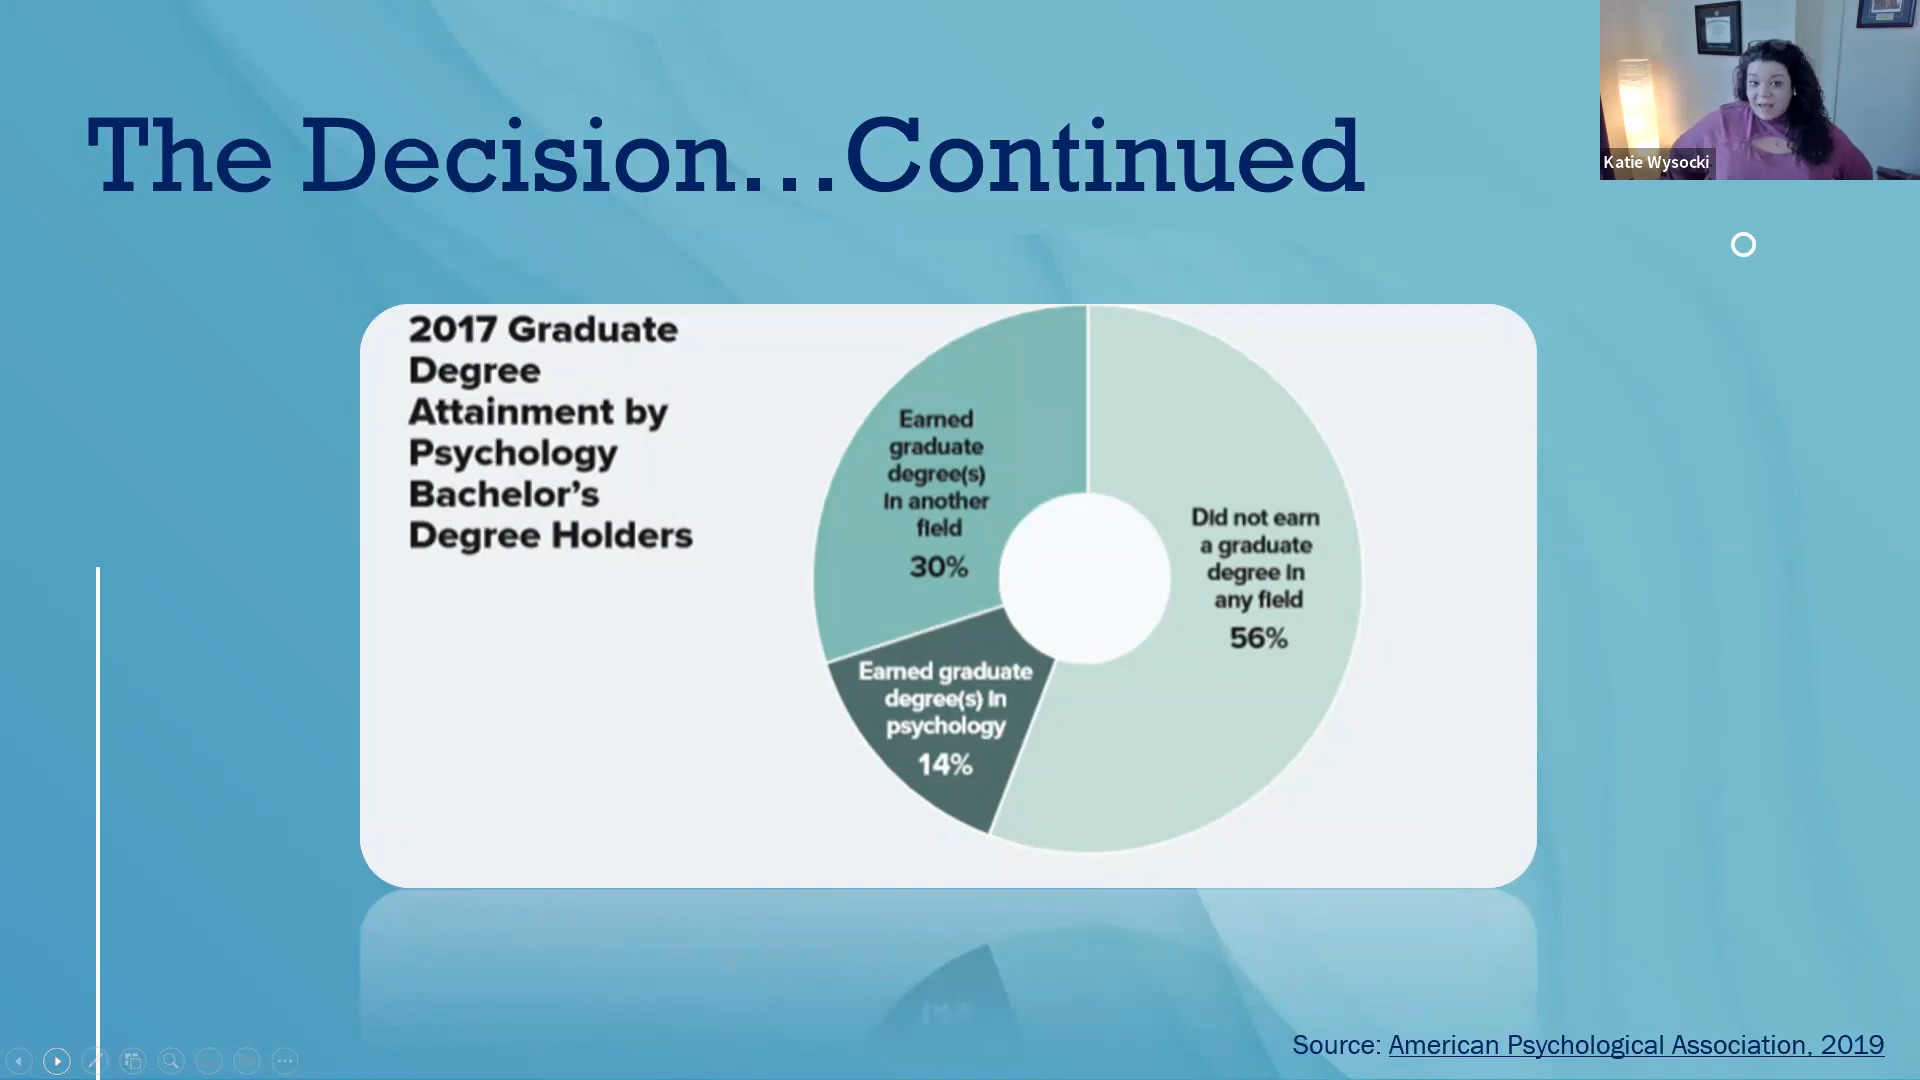 The Decision...Continued
Katie Wysocki
2017 Graduate
Degree
Attainment by
Psychology
Bachelor's
Degree Holders
Earned
graduate
degree(s)
In another
field
30%
Did not earn
a graduate
degree In
any field
56%
Earned graduate
degree(s) In
psychology
14%
Source: American Psychological Association, 2019